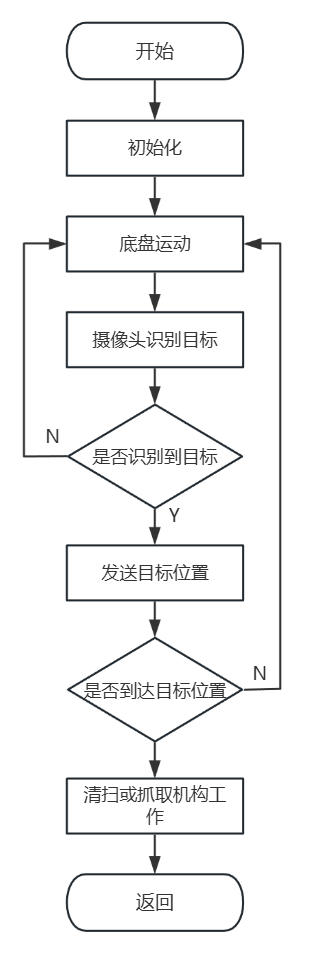 开始
初始化
底盘运动
摄像头识别目标
N
是否识别到目标
Y
发送目标位置
N
是否到达目标位置
清扫或抓取机构工
作
返回